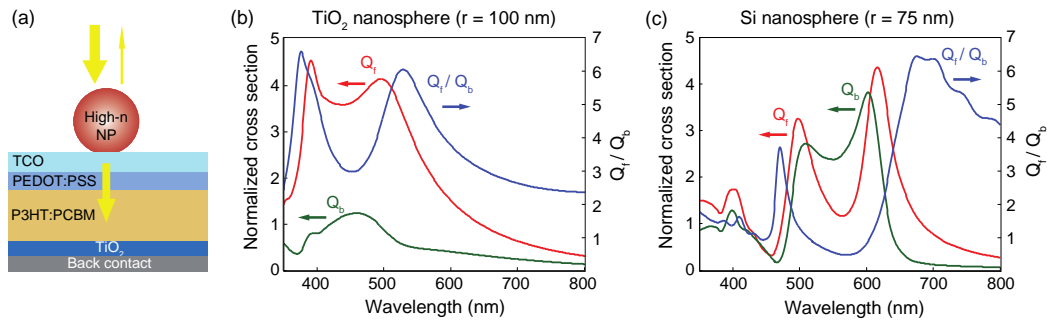 (a)
High-n
NP
TCO
PEDOT:PSS
P3HT:PCBM
TiO2
Back contact
(b)
TiO2 nanosphere (r = 100 nm)
Normalized cross section
5
4
3
2
1
0
Qf
Qf / Qb
Qb
7
6
5
4
3
2
1
Qf / Qb
400 500 600 700 800
Wavelength (nm)
(c)
Si nanosphere (r = 75 nm)
Normalized cross section
5
4
3
2
1
0
Qf
Qb
Qf / Qb
7
6
5
4
3
2
1
0
Qf / Qb
400 500 600 700 800
Wavelength (nm)